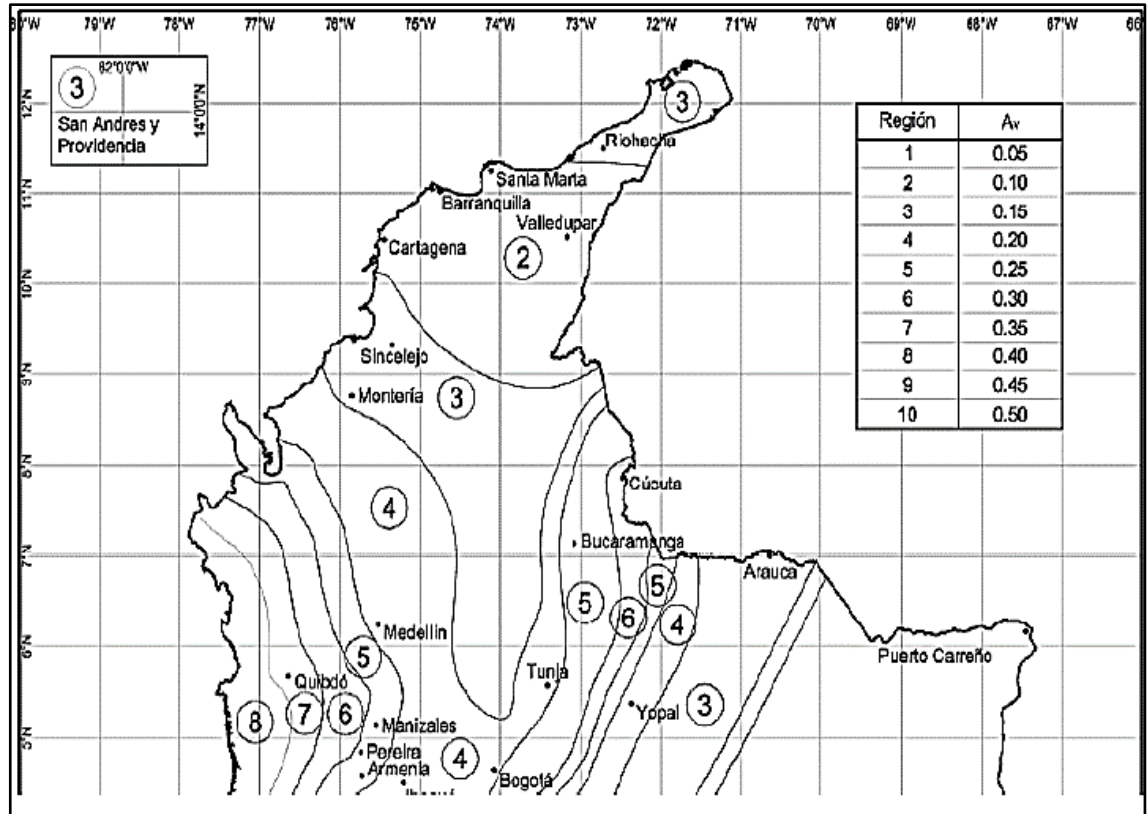 80°W 79°W 78°W 77°W 76°W 75°W 74°W 73°W 72°W 71°W 70°W 69°W 68°W 67°W
82°0'0"W
3
14°0'0"N
San Andres y
Providencia
12°N
11°N
10°N
9°N
8°N
7°N
6°N
5°N
3
Riohacha
Santa Marta
Barranquilla
Valledupar
Cartagena
2
Sincelejo
Montería
3
Cúcuta
4
Bucaramanga
Arauca
5
5
6
4
Medellín
5
Puerto Carreño
Tunja
Quibdó
Yopal
3
8
7
6
Manizales
Pereira
4
Armenia
Bogotá
Región Av
1 0.05
2 0.10
3 0.15
4 0.20
5 0.25
6 0.30
7 0.35
8 0.40
9 0.45
10 0.50